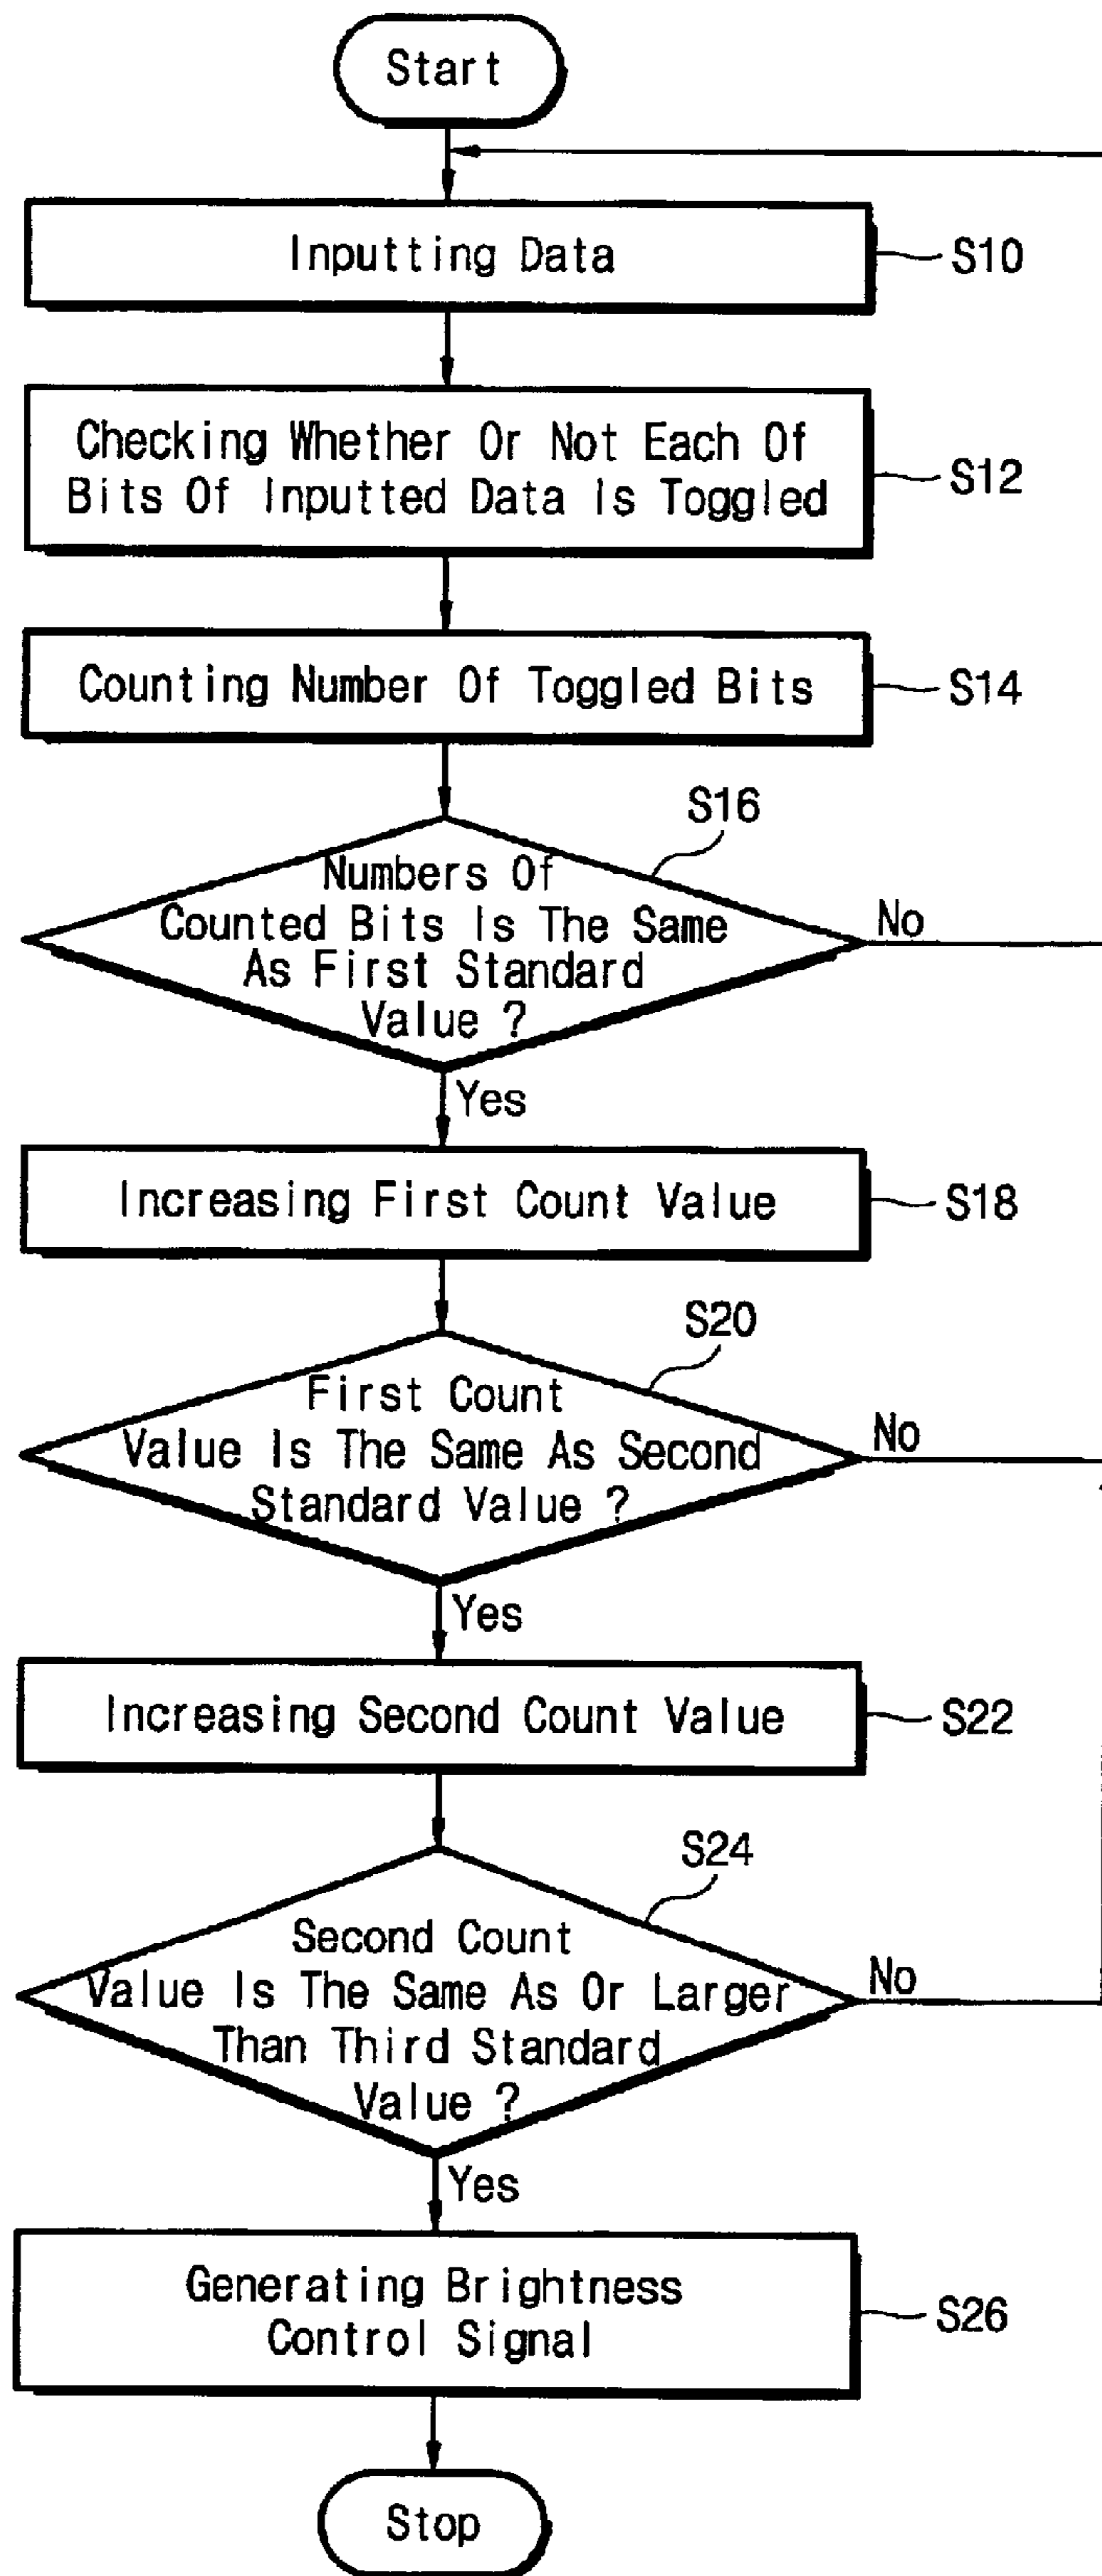 Start
Inputting Data
S10
Checking Whether Or Not Each Of
Bits Of Inputted Data Is Toggled
S12
Counting Number Of Toggled Bits
S14
S16
Numbers Of
Counted Bits Is The Same
As First Standard
Value ?
No
Yes
Increasing First Count Value
S18
S20
First Count
Value Is The Same As Second
Standard Value ?
No
Yes
Increasing Second Count Value
S22
S24
Second Count
Value Is The Same As Or Larger
Than Third Standard
Value ?
No
Yes
Generating Brightness
Control Signal
S26
Stop